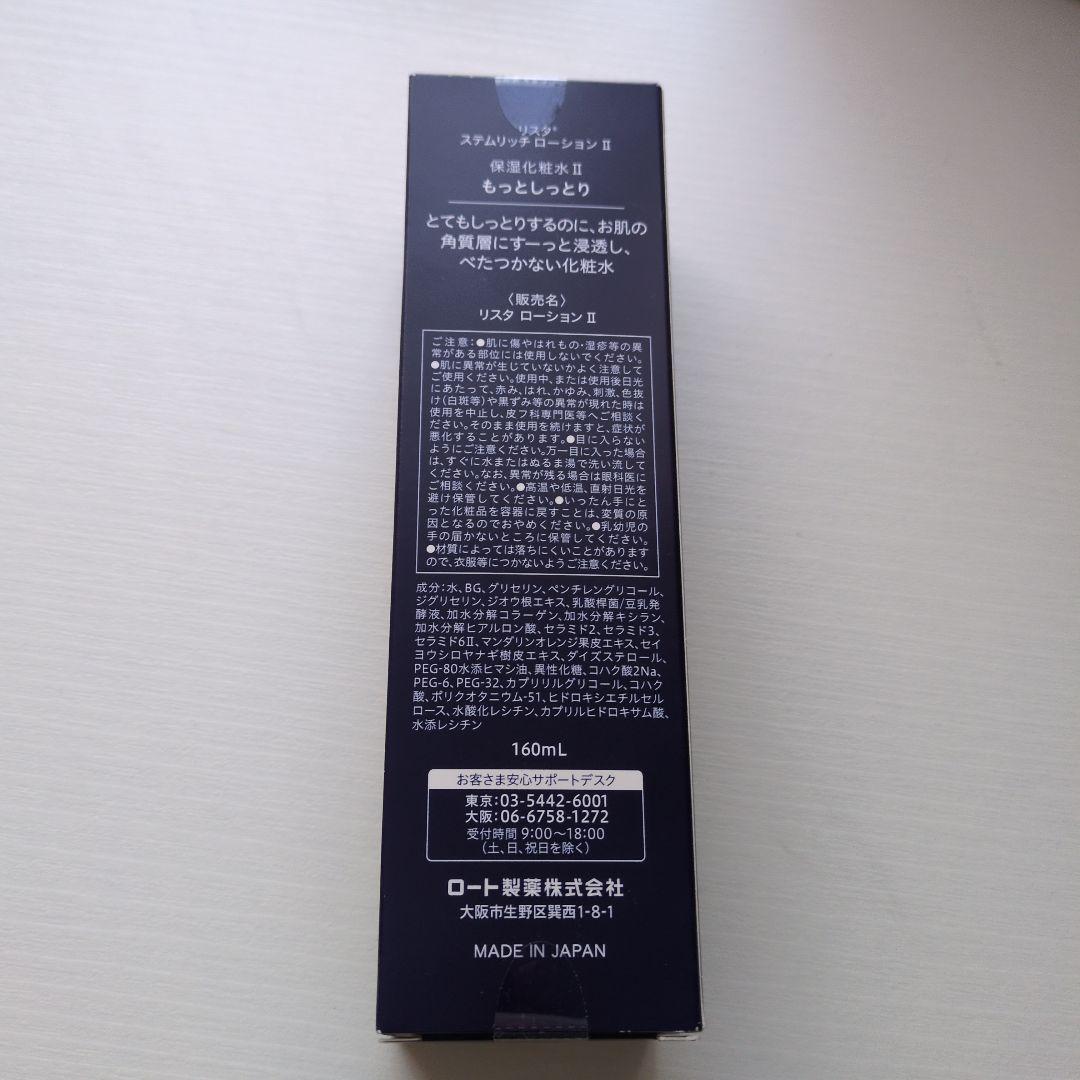 リスタ®
ステムリッチ ローション Ⅱ
保湿化粧水Ⅱ
もっとしっとり
とてもしっとりするのに、お肌の
角質層にすーっと浸透し、
べたつかない化粧水
〈販売名〉
リスタ ローション Ⅱ
ご注意:●肌に傷やはれもの・湿疹等の異
常がある部位には使用しないでください。
●肌に異常が生じていないかよく注意して
ご使用ください。使用中、または使用後日光
にあたって、赤み、はれ、かゆみ、刺激、色抜
け(白斑等)や黒ずみ等の異常が現れた時は
使用を中止し、皮フ科専門医等へご相談く
ださい。そのまま使用を続けますと、症状が
悪化することがあります。●目に入らない
ようにご注意ください。万一目に入った場合
は、すぐに水またはぬるま湯で洗い流して
ください。なお、異常が残る場合は眼科医に
ご相談ください。●高温や低温、直射日光を
避け保管してください。●いったん手にと
った化粧品を容器に戻すことは、変質の原
因となるのでおやめください。●乳幼児の
手の届かないところに保管してください。
●材質によっては落ちにくいことがあります
ので、衣服等につかないようご注意ください。
成分:水、BG、グリセリン、ペンチレングリコール、
ジグリセリン、ジオウ根エキス、乳酸桿菌/豆乳発
酵液、加水分解コラーゲン、加水分解キシラン、
加水分解ヒアルロン酸、セラミド2、セラミド3、
セラミド6Ⅱ、マンダリンオレンジ果皮エキス、セイ
ヨウシロヤナギ樹皮エキス、ダイズステロール、
PEG-80水添ヒマシ油、異性化糖、コハク酸2Na、
PEG-6、PEG-32、カプリリルグリコール、コハク
酸、ポリクオタニウム-51、ヒドロキシエチルセル
ロース、水酸化レシチン、カプリルヒドロキサム酸、
水添レシチン
160mL
お客さま安心サポートデスク
東京:03-5442-6001
大阪:06-6758-1272
受付時間 9:00〜18:00
(土、日、祝日を除く)
ロート製薬株式会社
大阪市生野区巽西1-8-1
MADE IN JAPAN